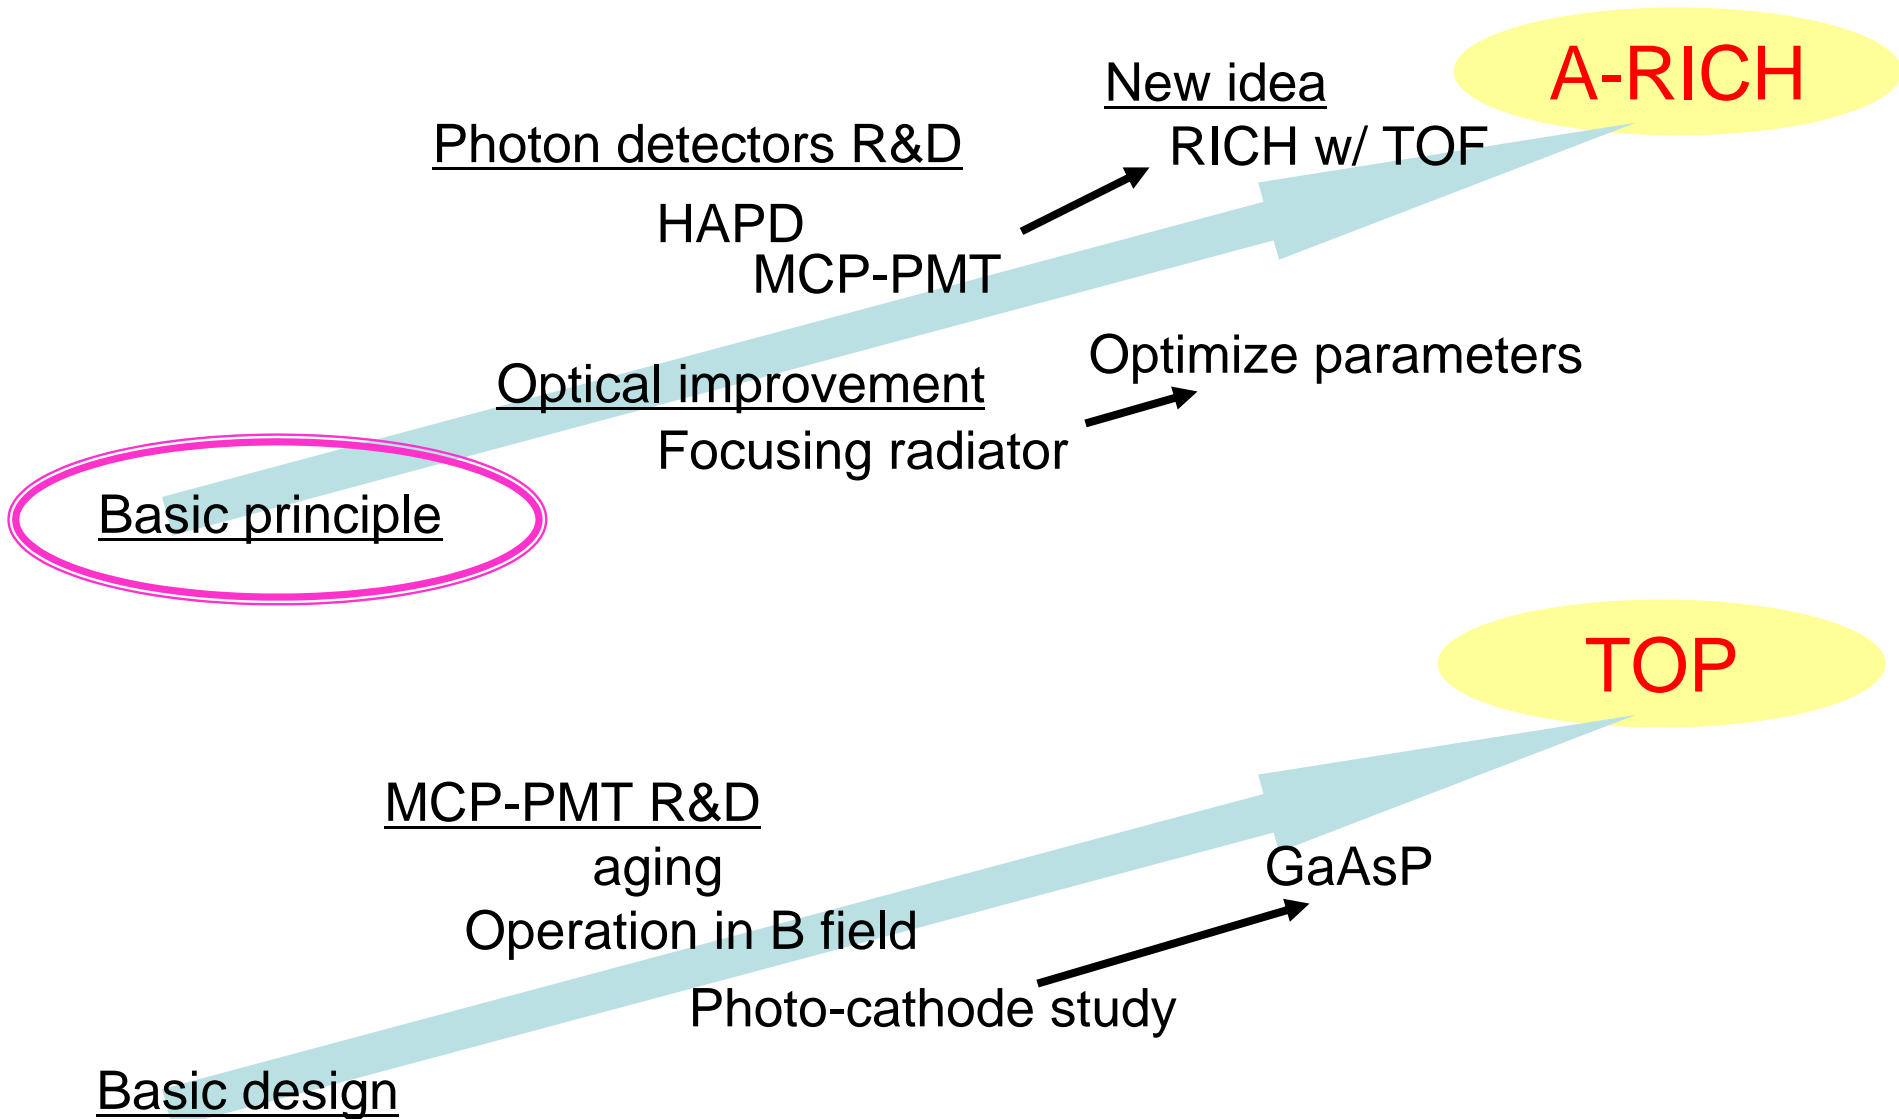 A-RICH
New idea
Photon detectors R&D
RICH w/ TOF
HAPD
MCP-PMT
Optimize parameters
Optical improvement
Focusing radiator
Basic principle
TOP
MCP-PMT R&D
aging
GaAsP
Operation in B field
Photo-cathode study
Basic design